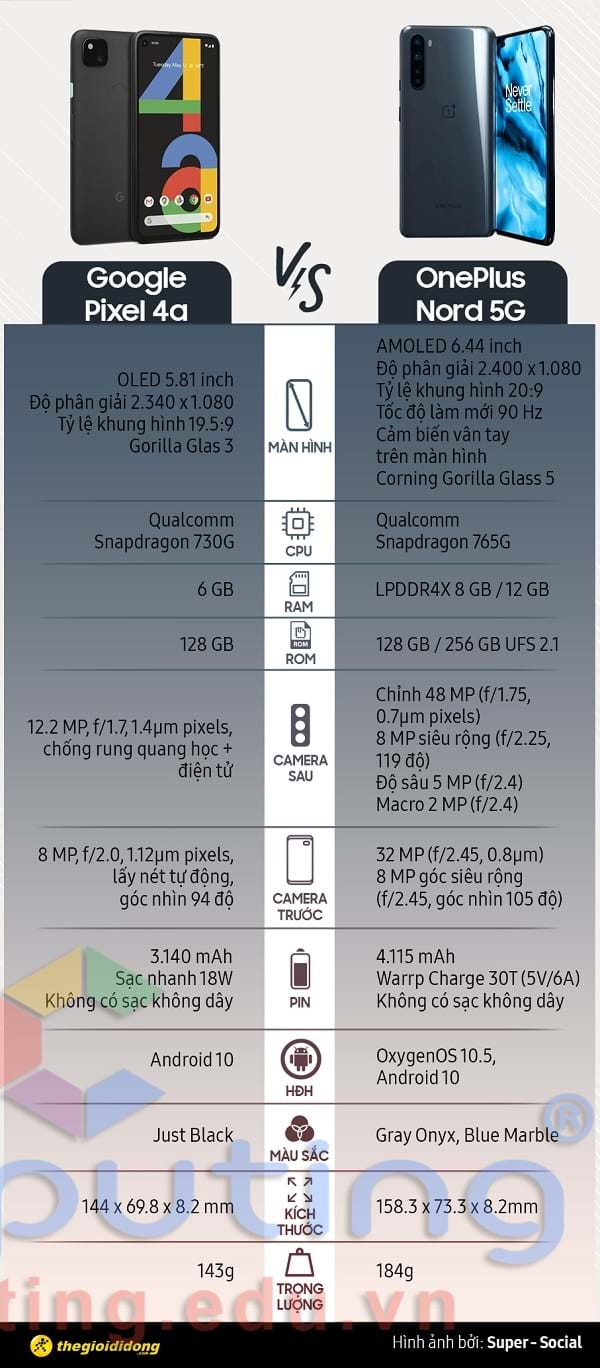 Google
Pixel 4a
VS
OnePlus
Nord 5G
Never
Settle
ONEPLUS
OLED 5.81 inch
Độ phân giải 2.340 x 1.080
Tỷ lệ khung hình 19.5:9
Gorilla Glas 3
MÀN HÌNH
AMOLED 6.44 inch
Độ phân giải 2.400 x 1.080
Tỷ lệ khung hình 20:9
Tốc độ làm mới 90 Hz
Cảm biến vân tay
trên màn hình
Corning Gorilla Glass 5
Qualcomm
Snapdragon 730G
CPU
Qualcomm
Snapdragon 765G
6 GB
RAM
LPDDR4X 8 GB / 12 GB
128 GB
ROM
ROM
128 GB / 256 GB UFS 2.1
12.2 MP, f/1.7, 1.4µm pixels,
chống rung quang học +
điện tử
CAMERA
SAU
Chỉnh 48 MP (f/1.75,
0.7µm pixels)
8 MP siêu rộng (f/2.25,
119 độ)
Độ sâu 5 MP (f/2.4)
Macro 2 MP (f/2.4)
8 MP, f/2.0, 1.12µm pixels,
lấy nét tự động,
góc nhìn 94 độ
CAMERA
TRƯỚC
32 MP (f/2.45, 0.8µm)
8 MP góc siêu rộng
(f/2.45, góc nhìn 105 độ)
3.140 mAh
Sạc nhanh 18W
Không có sạc không dây
PIN
4.115 mAh
Warrp Charge 30T (5V/6A)
Không có sạc không dây
Android 10
HĐH
OxygenOS 10.5,
Android 10
Just Black
MÀU SẮC
Gray Onyx, Blue Marble
®
puting
144 x 69.8 x 8.2 mm
KÍCH
THƯỚC
158.3 x 73.3 x 8.2mm
143g
TRỌNG
LƯỢNG
184g
ting.edu.vn
thegioididong
.com
Hình ảnh bởi: Super - Social